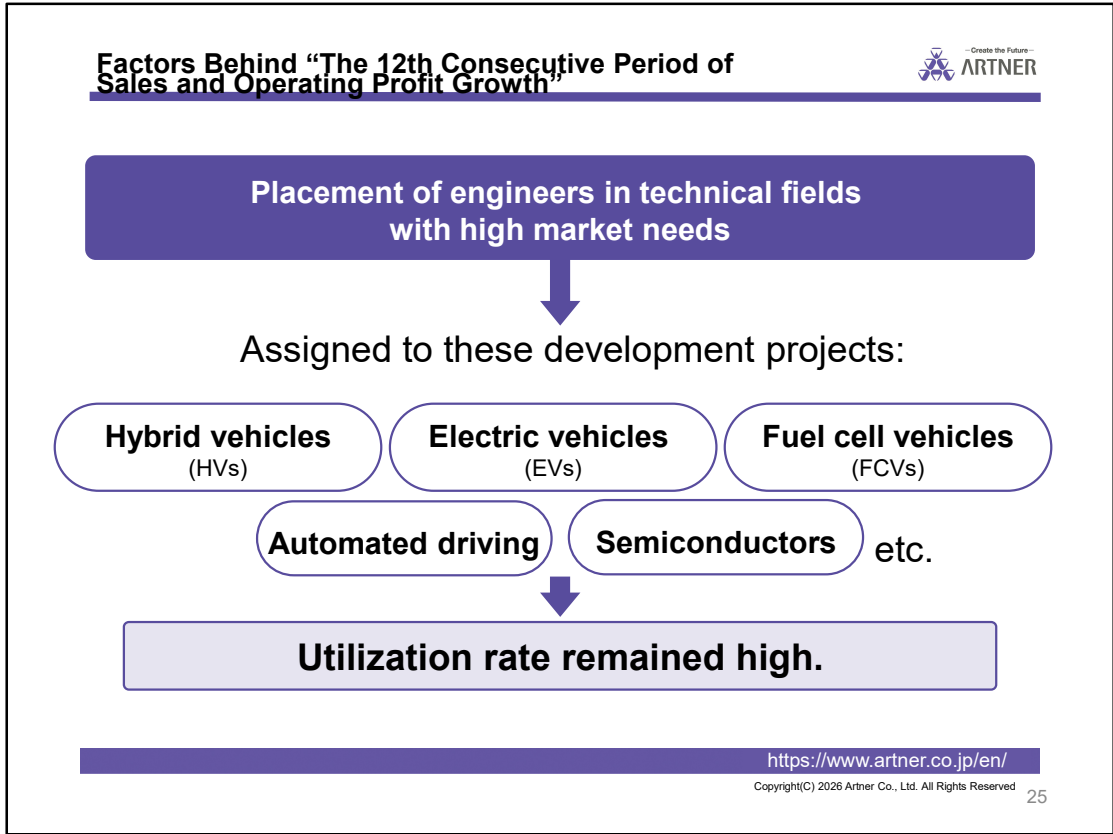 Factors Behind “The 12th Consecutive Period of
Sales and Operating Profit Growth”
–Create the Future–
ARTNER
Placement of engineers in technical fields
with high market needs
Assigned to these development projects:
Hybrid vehicles
(HVs)
Electric vehicles
(EVs)
Fuel cell vehicles
(FCVs)
Automated driving
Semiconductors
etc.
Utilization rate remained high.
https://www.artner.co.jp/en/
Copyright(C) 2026 Artner Co., Ltd. All Rights Reserved
25